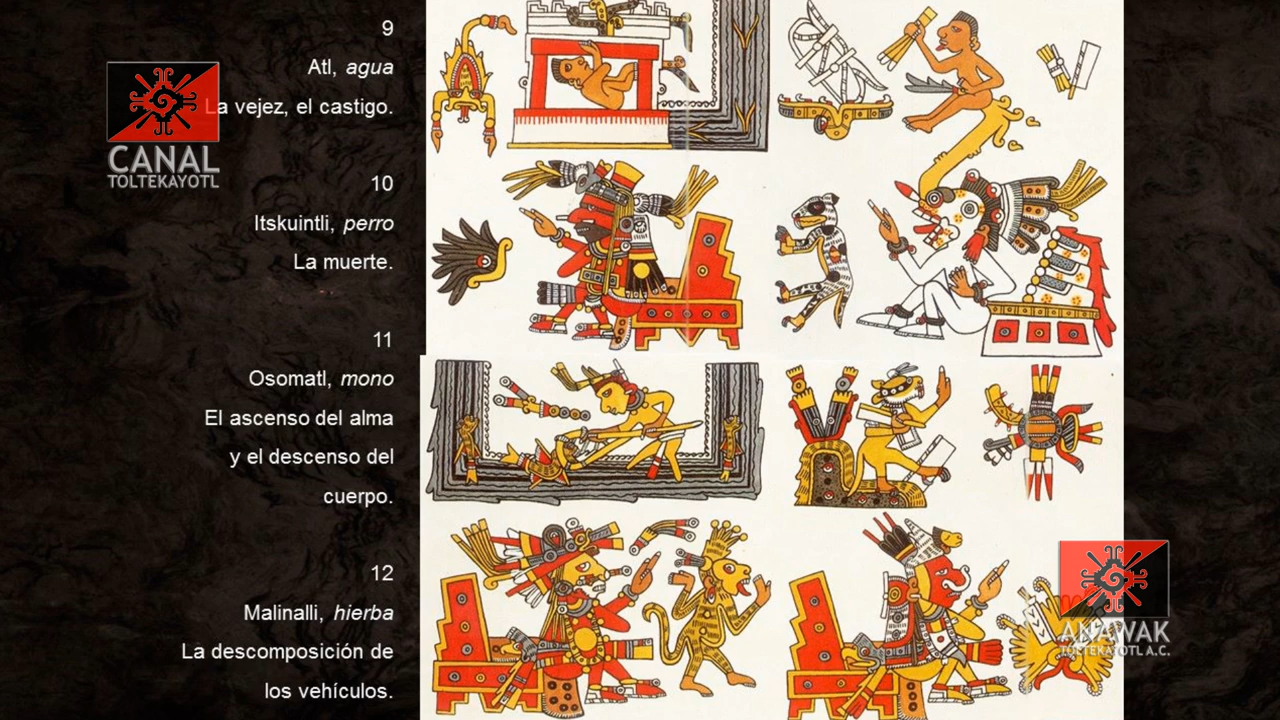 9
Atl, agua
La vejez, el castigo.
CANAL
TOLTEKAYOTL
10
Itskuintli, perro
La muerte.
11
Osomatl, mono
El ascenso del alma
y el descenso del
cuerpo.
12
Malinalli, hierba
La descomposición de
los vehículos.
ANAWAK
TOLTEKAYOTL A.C.